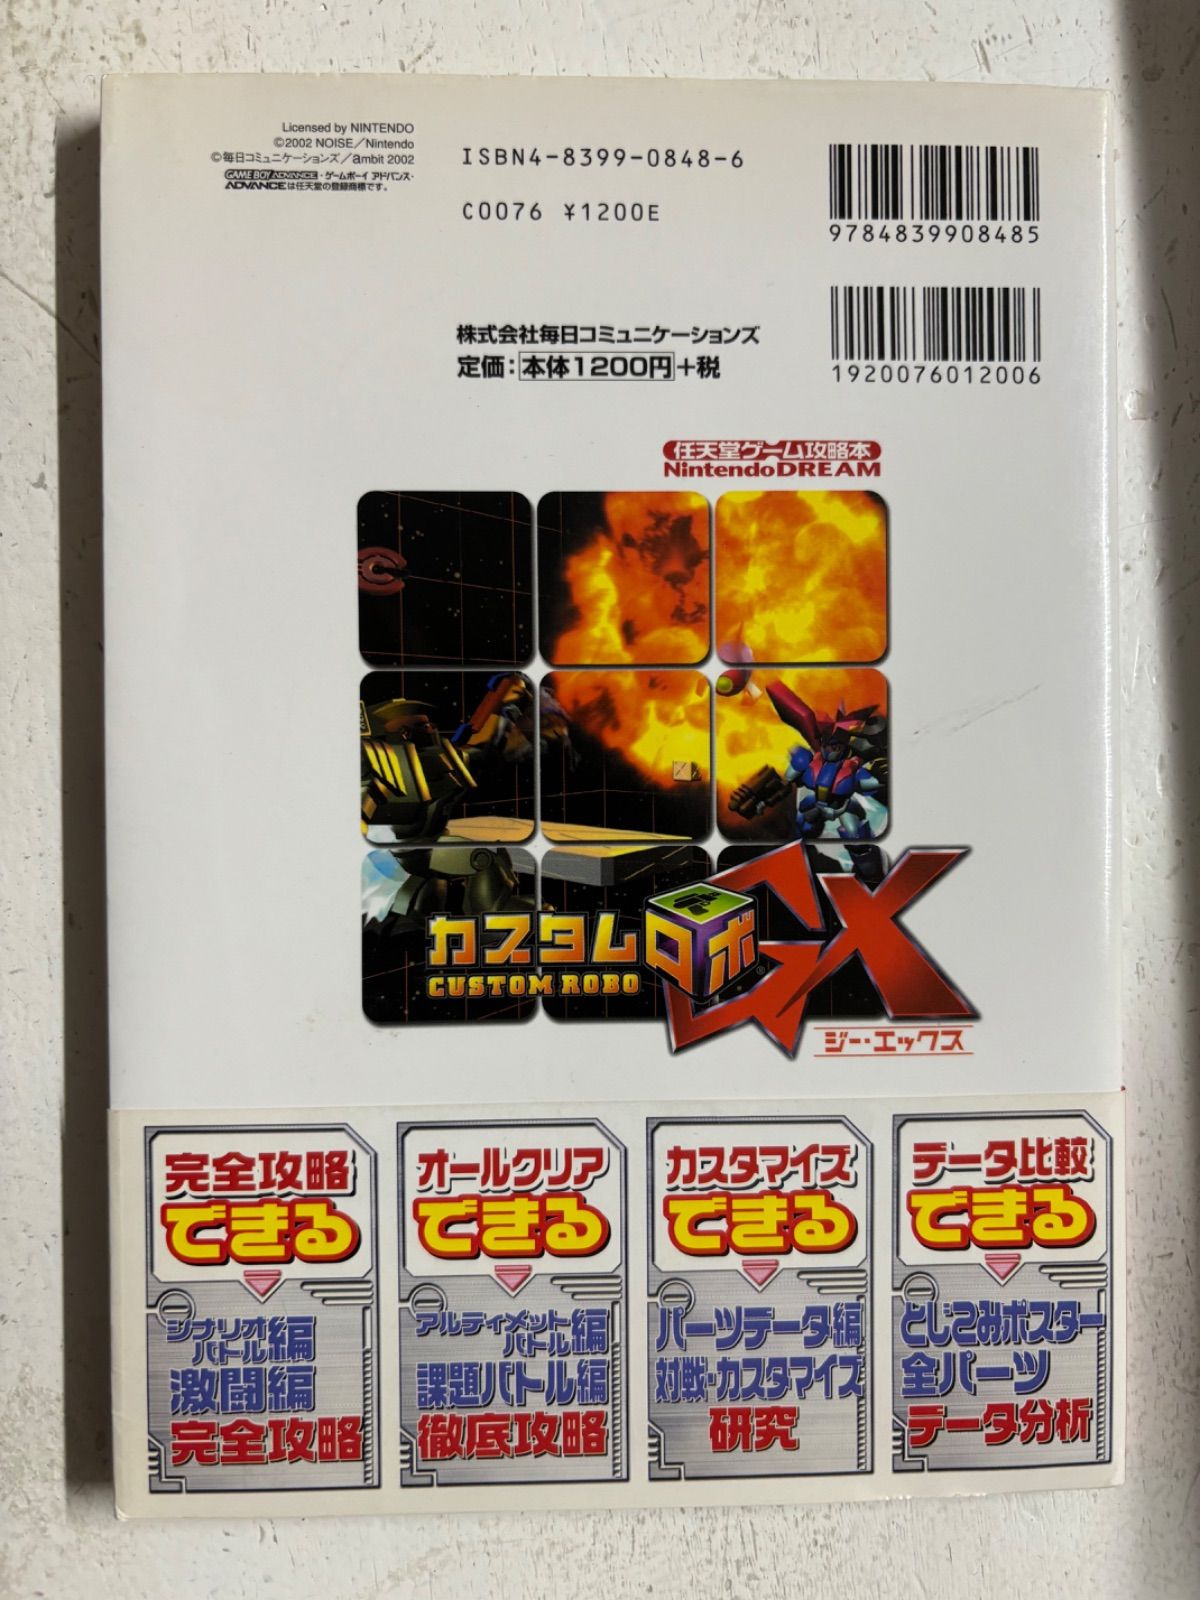 Licensed by NINTENDO
©2002 NOISE／Nintendo
©毎日コミュニケーションズ／ambit 2002
GAME BOY ADVANCE・ゲームボーイ アドバンス・
ADVANCEは任天堂の登録商標です。
ISBN4-8399-0848-6
C0076 ¥1200E
9784839908485
1920076012006
株式会社毎日コミュニケーションズ
定価：本体1200円+税
任天堂ゲーム攻略本
Nintendo DREAM
カスタムロボ GX
CUSTOM ROBO
®
ジー・エックス
完全攻略
できる
シナリオ
バトル編
激闘編
完全攻略
オールクリア
できる
アルティメット
バトル編
課題バトル編
徹底攻略
カスタマイズ
できる
パーツデータ編
対戦・カスタマイズ
研究
データ比較
できる
とじこみポスター
全パーツ
データ分析